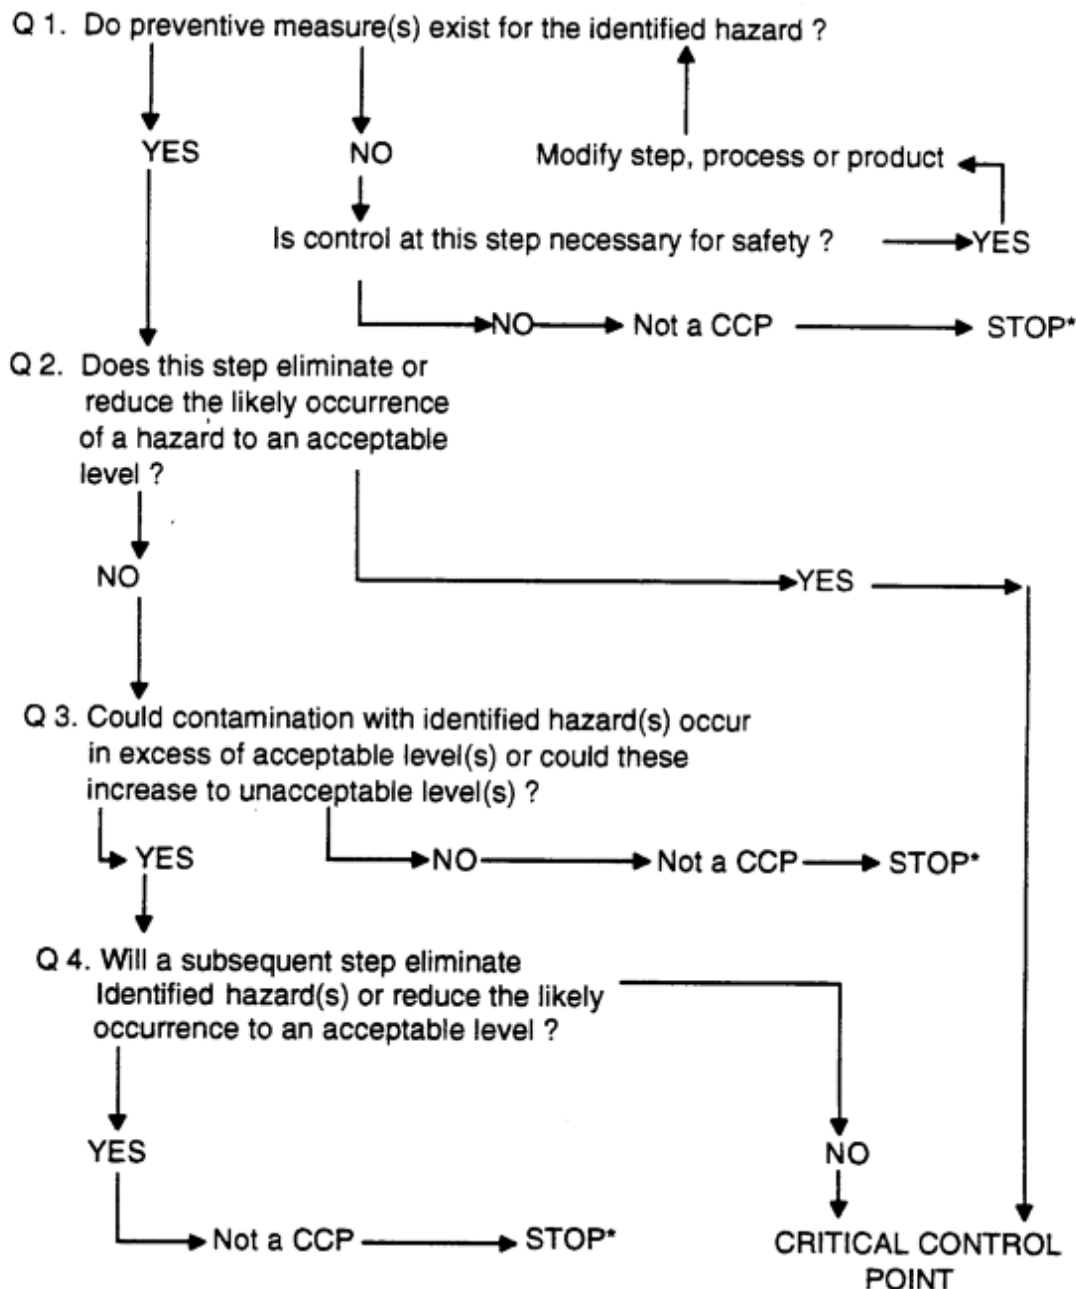 Q 1. Do preventive measure(s) exist for the identified hazard ?
YES
NO
Modify step, process or product
Is control at this step necessary for safety ?
YES
NO
Not a CCP
STOP*
Q 2. Does this step eliminate or
reduce the likely occurrence
of a hazard to an acceptable
level ?
NO
YES
Q 3. Could contamination with identified hazard(s) occur
in excess of acceptable level(s) or could these
increase to unacceptable level(s) ?
YES
NO
Not a CCP
STOP*
Q 4. Will a subsequent step eliminate
Identified hazard(s) or reduce the likely
occurrence to an acceptable level ?
YES
NO
Not a CCP
STOP*
CRITICAL CONTROL
POINT